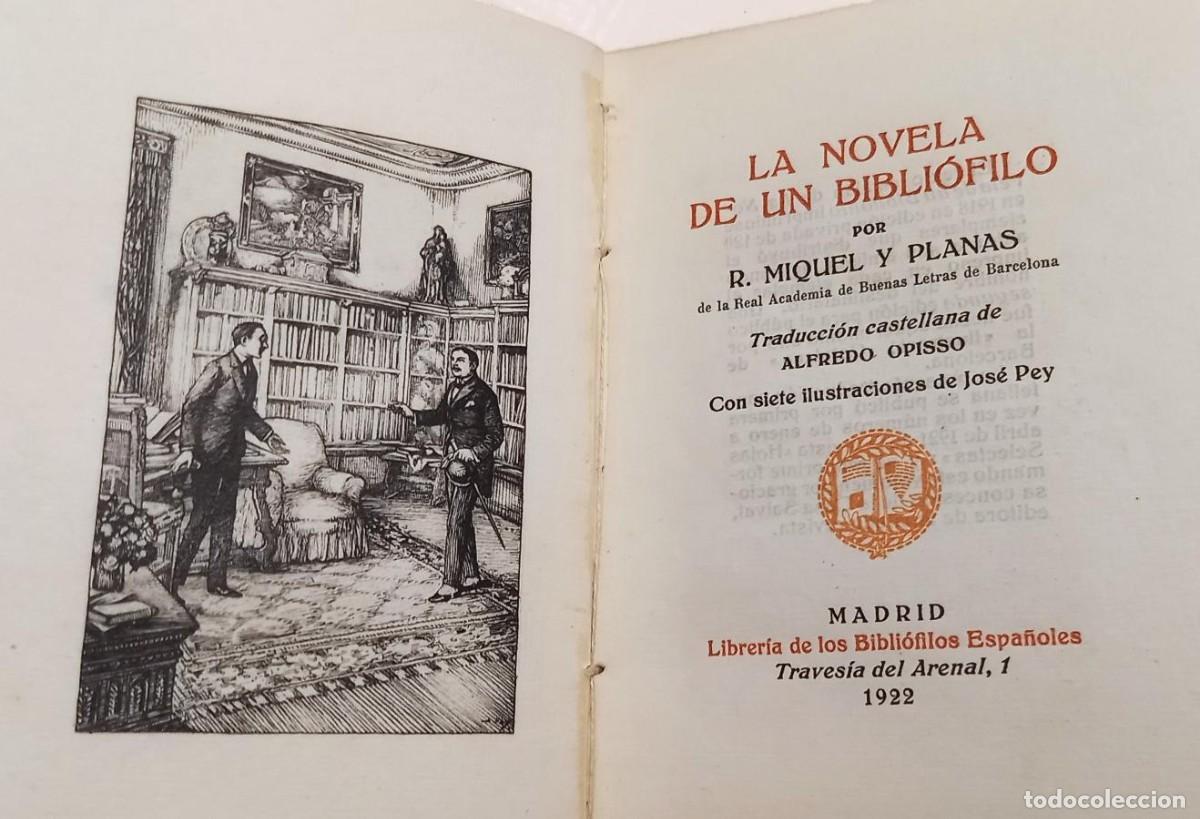 LA NOVELA
DE UN BIBLIÓFILO
POR
R. MIQUEL Y PLANAS
de la Real Academia de Buenas Letras de Barcelona
Traducción castellana de
ALFREDO OPISSO
Con siete ilustraciones de José Pey
MADRID
Librería de los Bibliófilos Españoles
Travesía del Arenal, 1
1922
todocoleccion